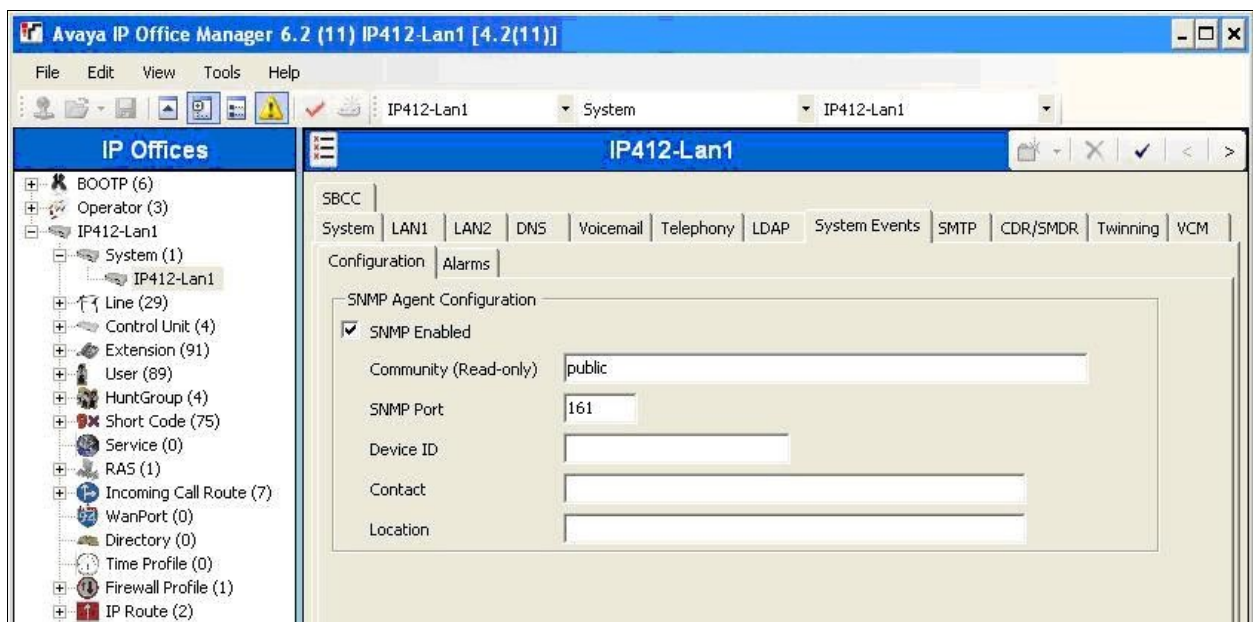 Avaya IP Office Manager 6.2 (11) IP412-Lan1 [4.2(11)]
File Edit View Tools Help
IP412-Lan1 System IP412-Lan1
IP Offices
BOOTP (6)
Operator (3)
IP412-Lan1
System (1)
IP412-Lan1
Line (29)
Control Unit (4)
Extension (91)
User (89)
HuntGroup (4)
Short Code (75)
Service (0)
RAS (1)
Incoming Call Route (7)
WanPort (0)
Directory (0)
Time Profile (0)
Firewall Profile (1)
IP Route (2)
IP412-Lan1
SBCC
System LAN1 LAN2 DNS Voicemail Telephony LDAP System Events SMTP CDR/SMDR Twinning VCM
Configuration Alarms
SNMP Agent Configuration
SNMP Enabled
Community (Read-only) public
SNMP Port 161
Device ID
Contact
Location